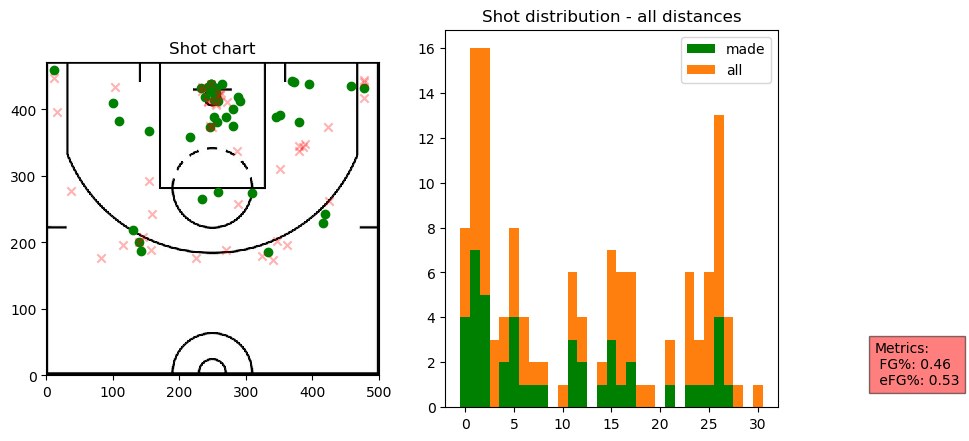 Shot chart
400
300
200
100
0
0 100 200 300 400 500
Shot distribution - all distances
made
all
16
14
12
10
8
6
4
2
0
0 5 10 15 20 25 30
Metrics:
FG%: 0.46
eFG%: 0.53